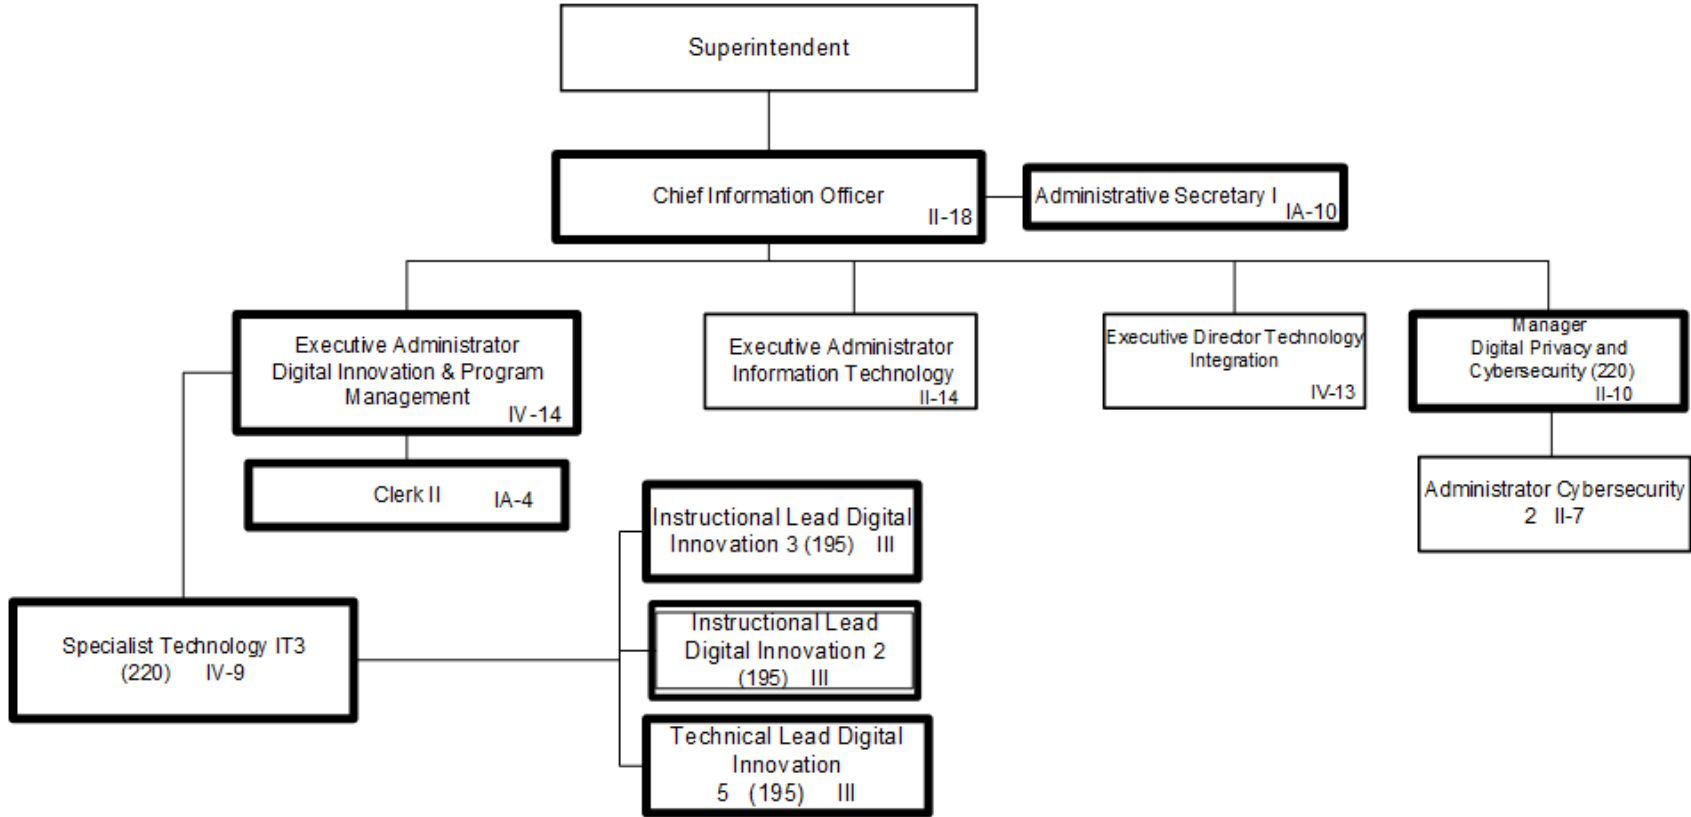 Superintendent
Chief Information Officer
II-18
Administrative Secretary I
IA-10
Executive Administrator
Digital Innovation & Program
Management
IV-14
Executive Administrator
Information Technology
II-14
Executive Director Technology
Integration
IV-13
Manager
Digital Privacy and
Cybersecurity (220)
II-10
Clerk II IA-4
Administrator Cybersecurity
2 II-7
Instructional Lead Digital
Innovation 3 (195) III
Specialist Technology IT3
(220) IV-9
Instructional Lead
Digital Innovation 2
(195) III
Technical Lead Digital
Innovation
5 (195) III